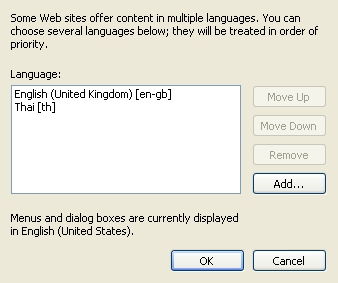 Some Web sites offer content in multiple languages. You can
choose several languages below; they will be treated in order of
priority.
Language:
English (United Kingdom) [en-gb]
Thai [th]
Move Up
Move Down
Remove
Add...
Menus and dialog boxes are currently displayed
in English (United States).
OK
Cancel